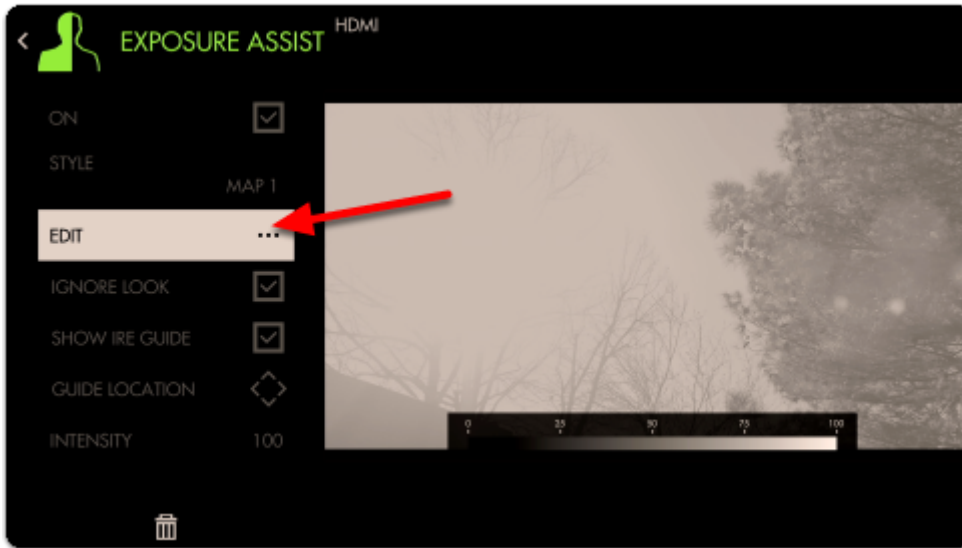 EXPOSURE ASSIST
HDMI
ON
STYLE
MAP 1
EDIT ...
IGNORE LOOK
SHOW IRE GUIDE
GUIDE LOCATION
INTENSITY 100
0 25 50 75 100